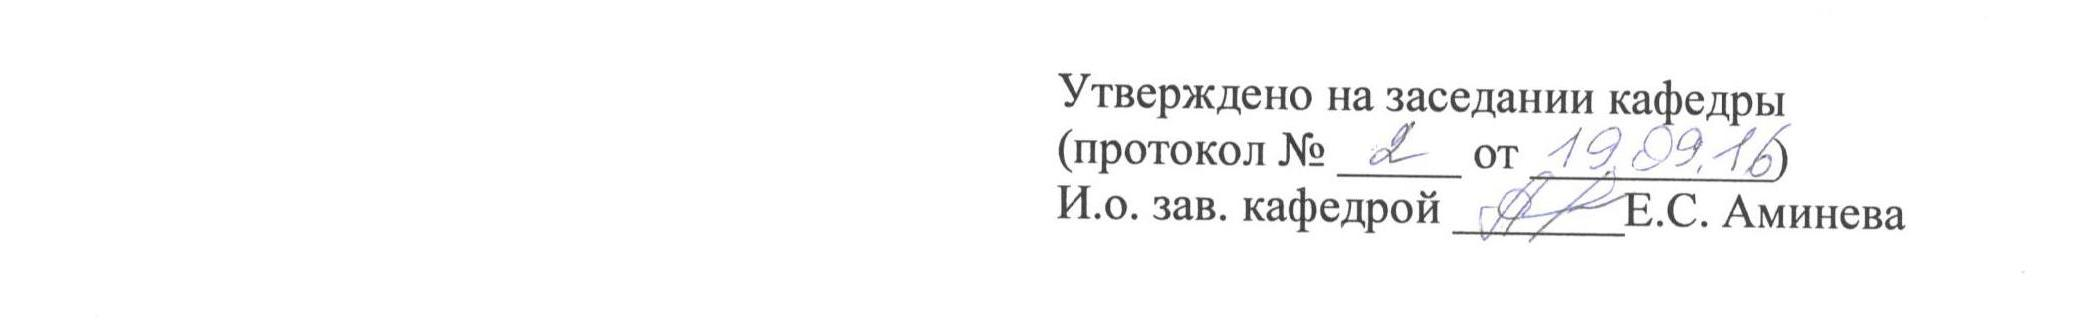 Утверждено на заседании кафедры
(протокол № 2 от 19.09.16)
И.о. зав. кафедрой Е.С. Аминева